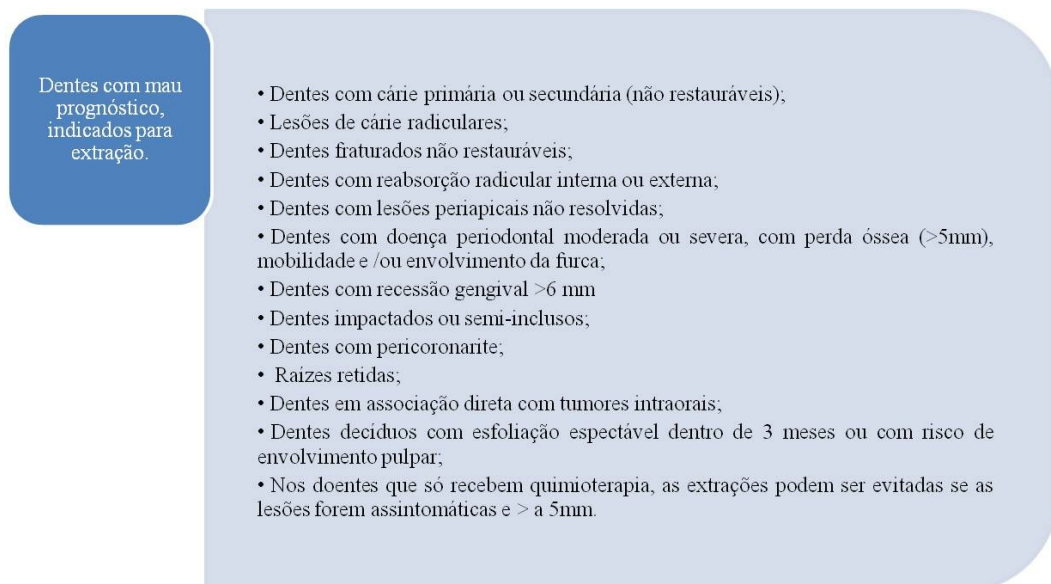 Dentes com mau
prognóstico,
indicados para
extração.
• Dentes com cárie primária ou secundária (não restauráveis);
• Lesões de cárie radiculares;
• Dentes fraturados não restauráveis;
• Dentes com reabsorção radicular interna ou externa;
• Dentes com lesões periapicais não resolvidas;
• Dentes com doença periodontal moderada ou severa, com perda óssea (>5mm),
mobilidade e /ou envolvimento da furca;
• Dentes com recessão gengival >6 mm
• Dentes impactados ou semi-inclusos;
• Dentes com pericoronarite;
• Raízes retidas;
• Dentes em associação direta com tumores intraorais;
• Dentes decíduos com esfoliação espectável dentro de 3 meses ou com risco de
envolvimento pulpar;
• Nos doentes que só recebem quimioterapia, as extrações podem ser evitadas se as
lesões forem assintomáticas e > a 5mm.